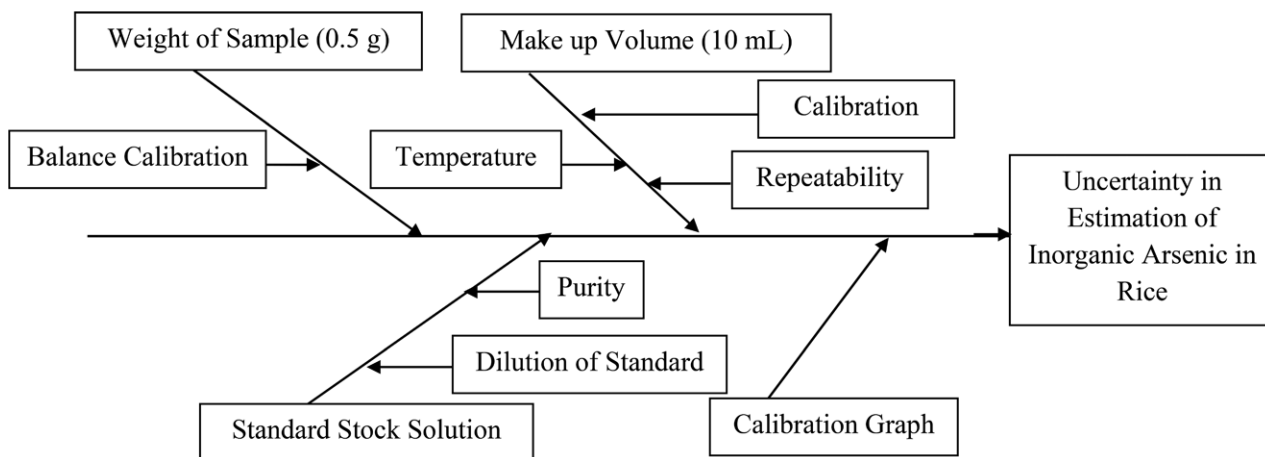 Weight of Sample (0.5 g)
Make up Volume (10 mL)
Calibration
Balance Calibration
Temperature
Repeatability
Uncertainty in
Estimation of
Inorganic Arsenic in
Rice
Purity
Dilution of Standard
Standard Stock Solution
Calibration Graph